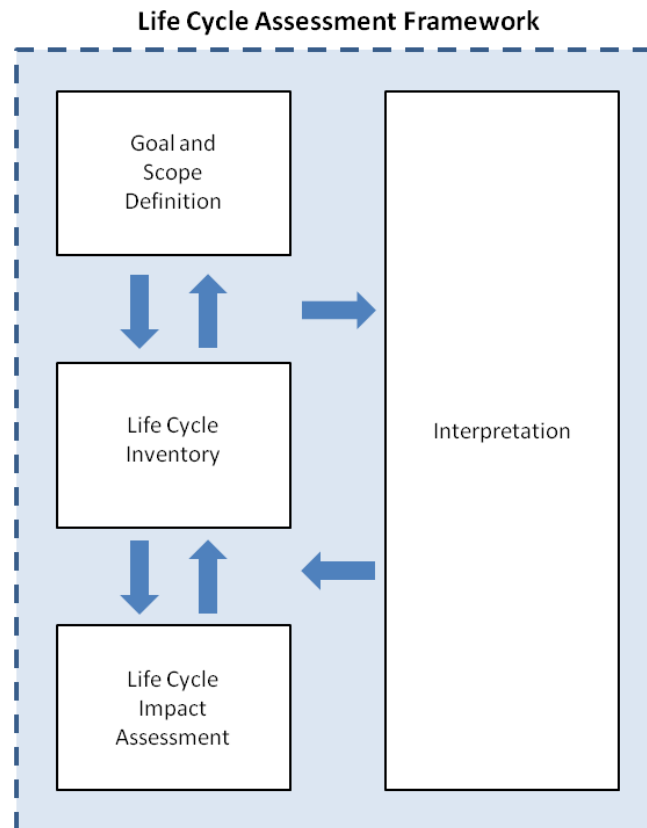 Life Cycle Assessment Framework
Goal and
Scope
Definition
Life Cycle
Inventory
Interpretation
Life Cycle
Impact
Assessment